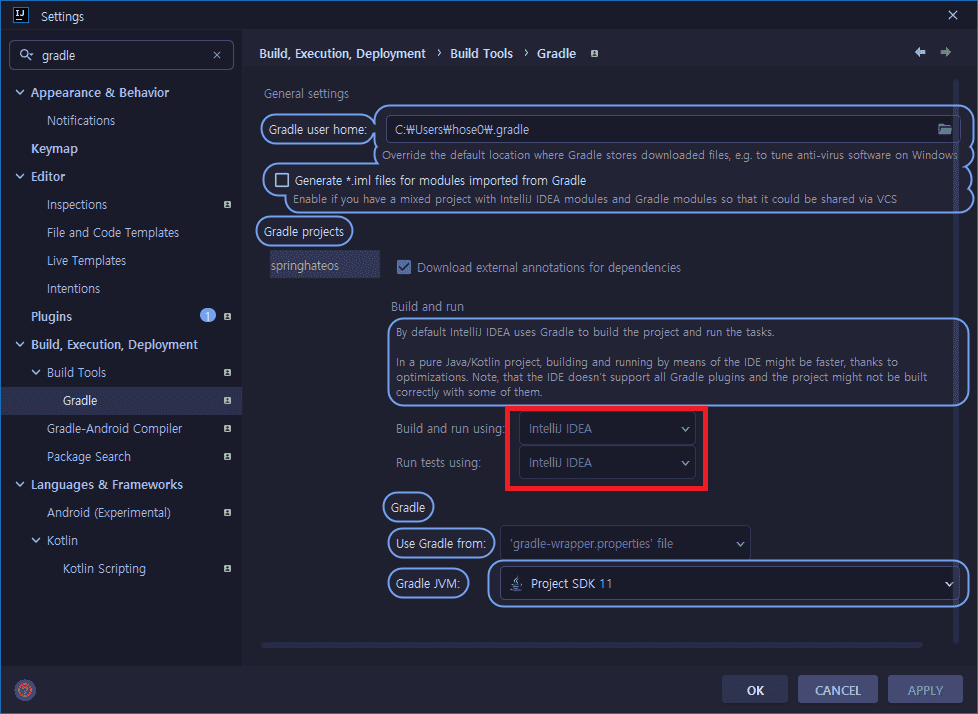 IJ
Settings
gradle
Appearance & Behavior
Notifications
Keymap
Editor
Inspections
File and Code Templates
Live Templates
Intentions
Plugins 1
Build, Execution, Deployment
Build Tools
Gradle
Gradle-Android Compiler
Package Search
Languages & Frameworks
Android (Experimental)
Kotlin
Kotlin Scripting
Build, Execution, Deployment › Build Tools › Gradle
General settings
Gradle user home: C:₩Users₩hose0₩.gradle
Override the default location where Gradle stores downloaded files, e.g. to tune anti-virus software on Windows
Generate *.iml files for modules imported from Gradle
Enable if you have a mixed project with IntelliJ IDEA modules and Gradle modules so that it could be shared via VCS
Gradle projects
springhateos
Download external annotations for dependencies
Build and run
By default IntelliJ IDEA uses Gradle to build the project and run the tasks.
In a pure Java/Kotlin project, building and running by means of the IDE might be faster, thanks to
optimizations. Note, that the IDE doesn't support all Gradle plugins and the project might not be built
correctly with some of them.
Build and run using: IntelliJ IDEA
Run tests using: IntelliJ IDEA
Gradle
Use Gradle from: 'gradle-wrapper.properties' file
Gradle JVM: Project SDK 11
OK CANCEL APPLY